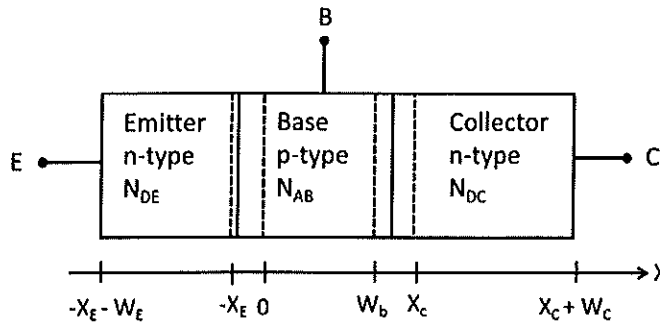 B
Emitter
n-type
N_DE
Base
p-type
N_AB
Collector
n-type
N_DC
E
C
-X_E - W_E
-X_E
0
W_b
X_c
X_C + W_C
X